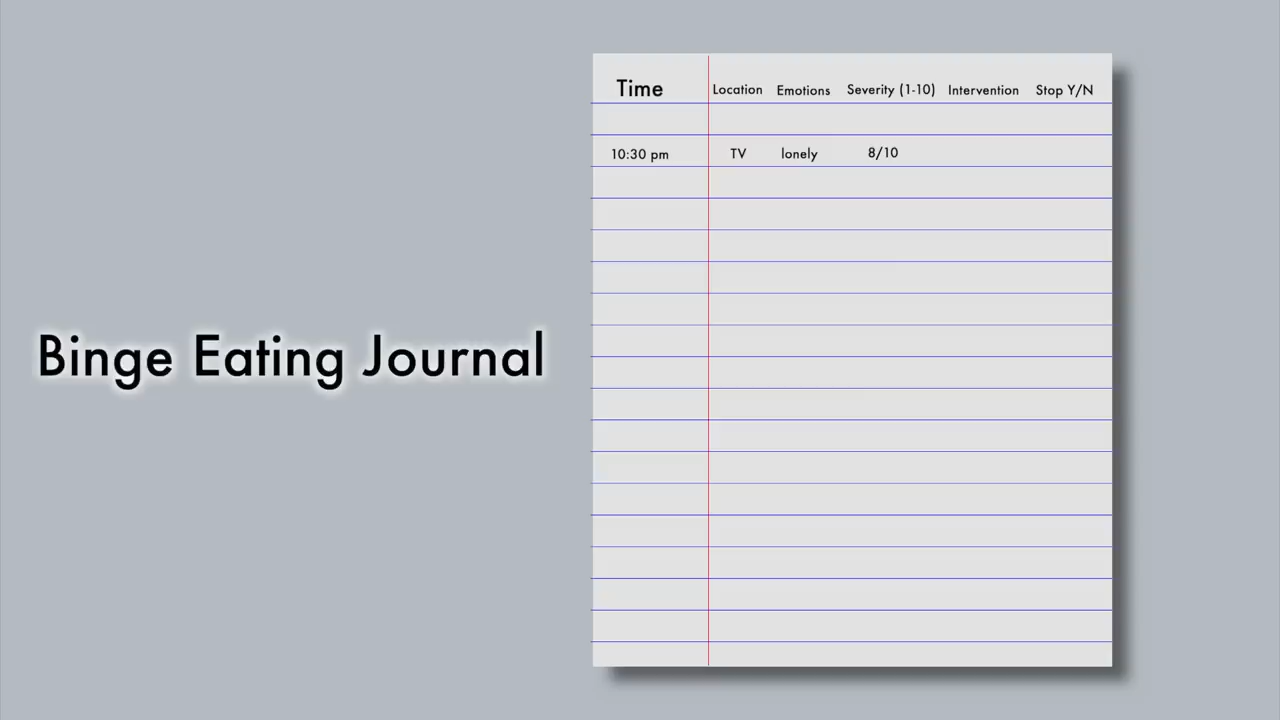 Binge Eating Journal
Time Location Emotions Severity (1-10) Intervention Stop Y/N
10:30 pm TV lonely 8/10